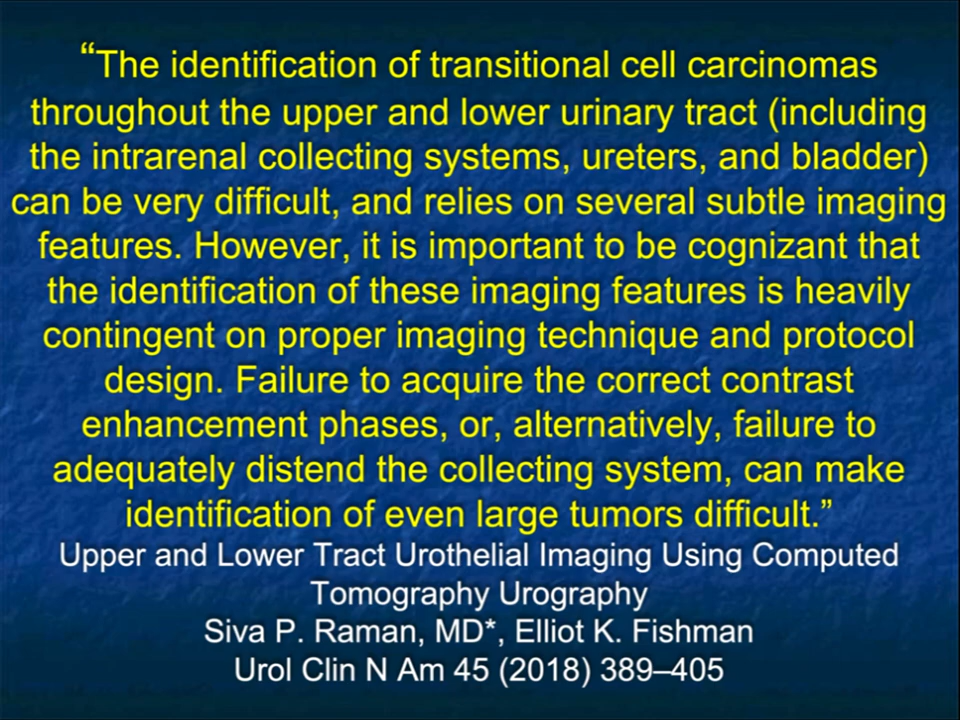 “The identification of transitional cell carcinomas
throughout the upper and lower urinary tract (including
the intrarenal collecting systems, ureters, and bladder)
can be very difficult, and relies on several subtle imaging
features. However, it is important to be cognizant that
the identification of these imaging features is heavily
contingent on proper imaging technique and protocol
design. Failure to acquire the correct contrast
enhancement phases, or, alternatively, failure to
adequately distend the collecting system, can make
identification of even large tumors difficult.”
Upper and Lower Tract Urothelial Imaging Using Computed
Tomography Urography
Siva P. Raman, MD*, Elliot K. Fishman
Urol Clin N Am 45 (2018) 389–405